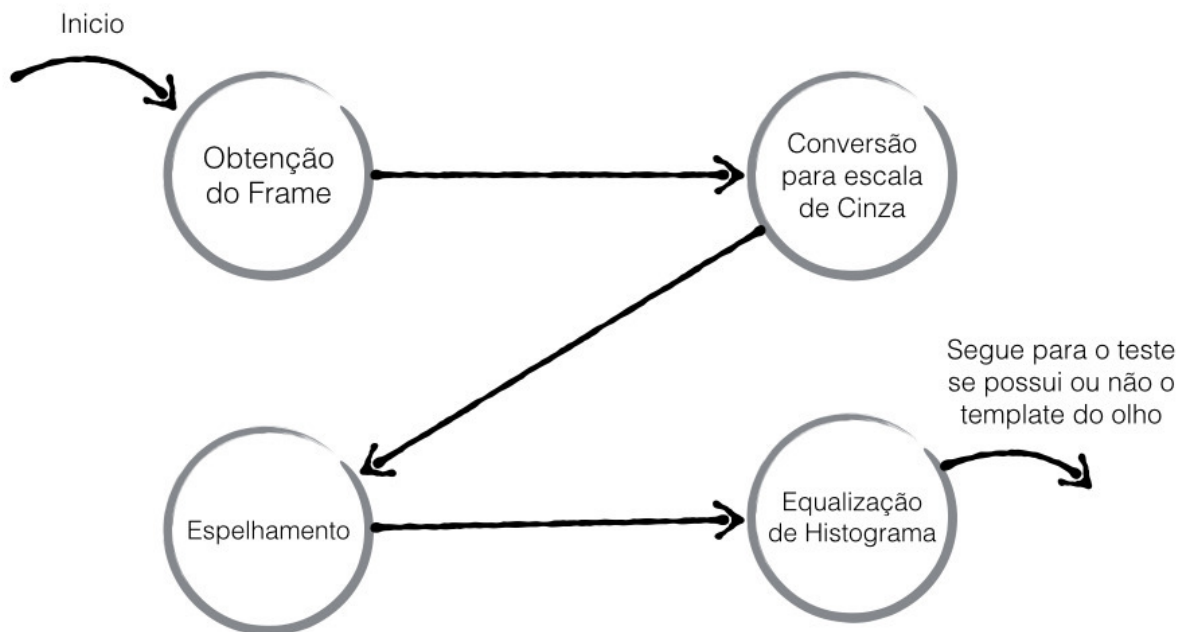 Inicio
Obtenção
do Frame
Conversão
para escala
de Cinza
Espelhamento
Equalização
de Histograma
Segue para o teste
se possui ou não o
template do olho